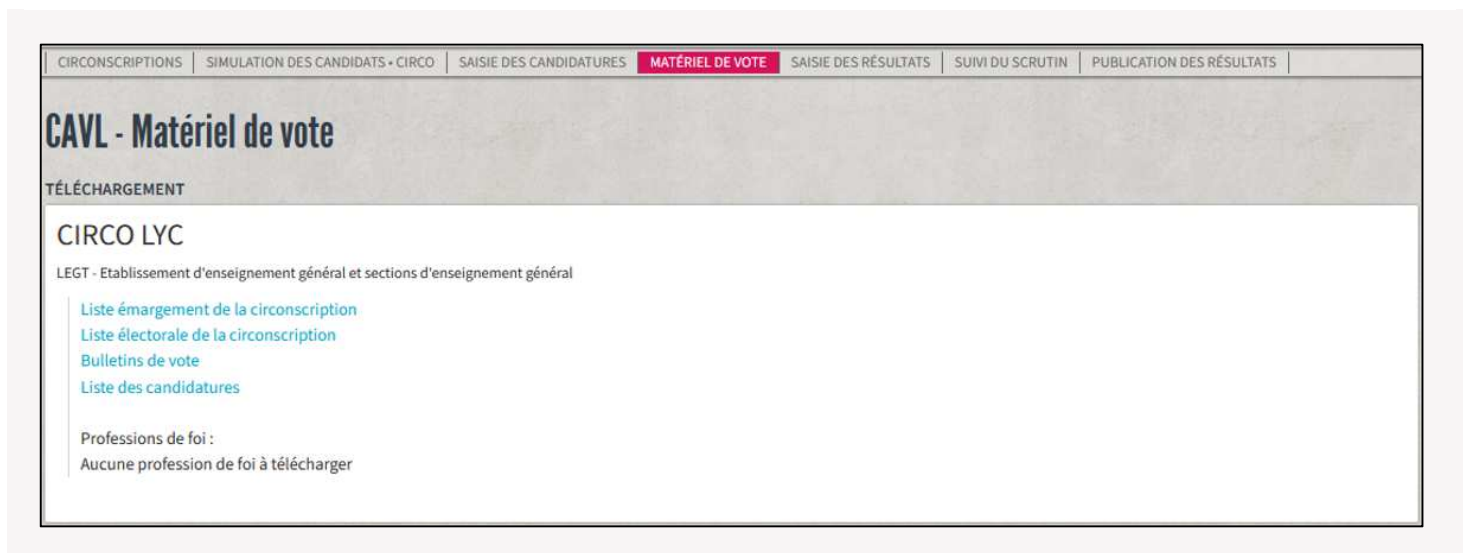 CIRCONSCRIPTIONS SIMULATION DES CANDIDATS • CIRCO SAISIE DES CANDIDATURES MATÉRIEL DE VOTE SAISIE DES RÉSULTATS SUIVI DU SCRUTIN PUBLICATION DES RÉSULTATS
CAVL - Matériel de vote
TÉLÉCHARGEMENT
CIRCO LYC
LEGT - Etablissement d'enseignement général et sections d'enseignement général
Liste émargement de la circonscription
Liste électorale de la circonscription
Bulletins de vote
Liste des candidatures
Professions de foi :
Aucune profession de foi à télécharger